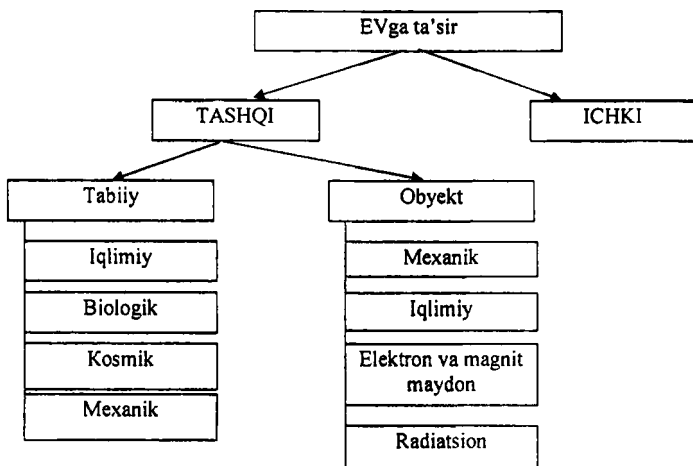 EVga ta'sir
TASHQI
ICHKI
Tabiiy
Iqlimiy
Biologik
Kosmik
Mexanik
Obyekt
Mexanik
Iqlimiy
Elektron va magnit
maydon
Radiatsion